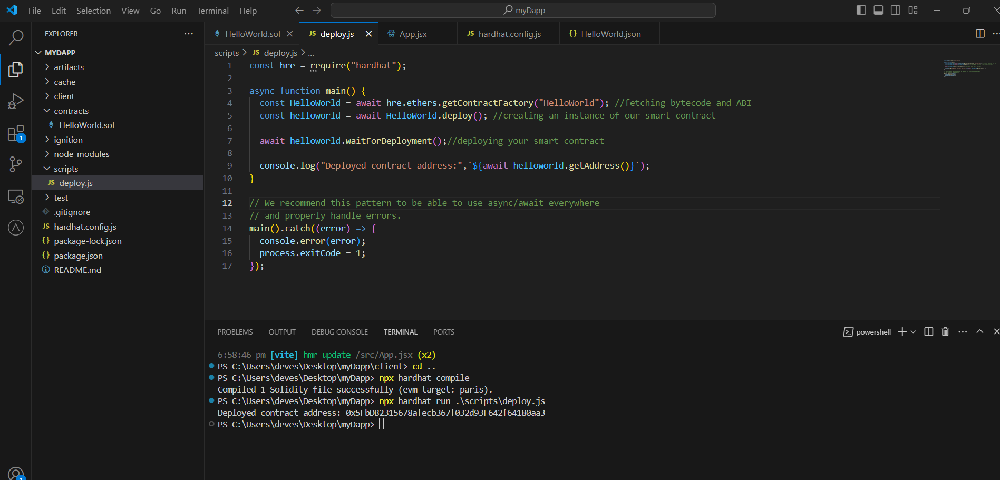 File Edit Selection View Go Run Terminal Help
myDapp
EXPLORER
MYDAPP
artifacts
cache
client
contracts
HelloWorld.sol
ignition
node_modules
scripts
JS deploy.js
test
.gitignore
JS hardhat.config.js
{} package-lock.json
{} package.json
README.md
1
1
HelloWorld.sol
JS deploy.js
App.jsx
JS hardhat.config.js
{} HelloWorld.json
scripts > JS deploy.js > ...
1 const hre = require("hardhat");
2
3 async function main() {
4 const HelloWorld = await hre.ethers.getContractFactory("HelloWorld"); //fetching bytecode and ABI
5 const helloworld = await HelloWorld.deploy(); //creating an instance of our smart contract
6
7 await helloworld.waitForDeployment();//deploying your smart contract
8
9 console.log("Deployed contract address:",`${await helloworld.getAddress()}`);
10 }
11
12 // We recommend this pattern to be able to use async/await everywhere
13 // and properly handle errors.
14 main().catch((error) => {
15 console.error(error);
16 process.exitCode = 1;
17 });
PROBLEMS OUTPUT DEBUG CONSOLE TERMINAL PORTS
powershell
6:58:46 pm [vite] hmr update /src/App.jsx (x2)
PS C:\Users\deves\Desktop\myDapp\client> cd ..
PS C:\Users\deves\Desktop\myDapp> npx hardhat compile
Compiled 1 Solidity file successfully (evm target: paris).
PS C:\Users\deves\Desktop\myDapp> npx hardhat run .\scripts\deploy.js
Deployed contract address: 0x5FbDB2315678afecb367f032d93F642f64180aa3
PS C:\Users\deves\Desktop\myDapp>